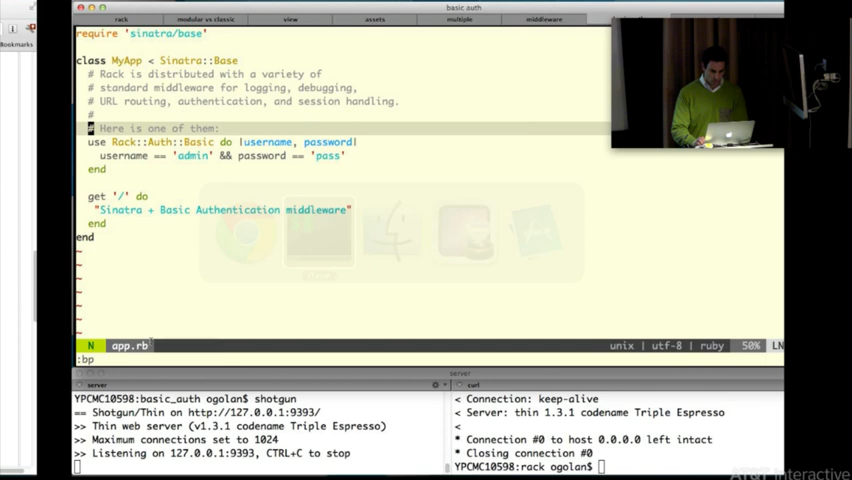 basic auth
rack
modular vs classic
view
assets
multiple
middleware
Bookmarks
require 'sinatra/base'
class MyApp < Sinatra::Base
# Rack is distributed with a variety of
# standard middleware for logging, debugging,
# URL routing, authentication, and session handling.
#
# Here is one of them:
use Rack::Auth::Basic do |username, password|
username == 'admin' && password == 'pass'
end
get '/' do
"Sinatra + Basic Authentication middleware"
end
end
~
~
~
~
~
~
~
N app.rb unix | utf-8 | ruby 50% LN
:bp
server
server
YPCMC10598:basic_auth ogolan$ shotgun
== Shotgun/Thin on http://127.0.0.1:9393/
>> Thin web server (v1.3.1 codename Triple Espresso)
>> Maximum connections set to 1024
>> Listening on 127.0.0.1:9393, CTRL+C to stop
curl
< Connection: keep-alive
< Server: thin 1.3.1 codename Triple Espresso
<
* Connection #0 to host 0.0.0.0 left intact
* Closing connection #0
YPCMC10598:rack ogolan$
AT&T Interactive